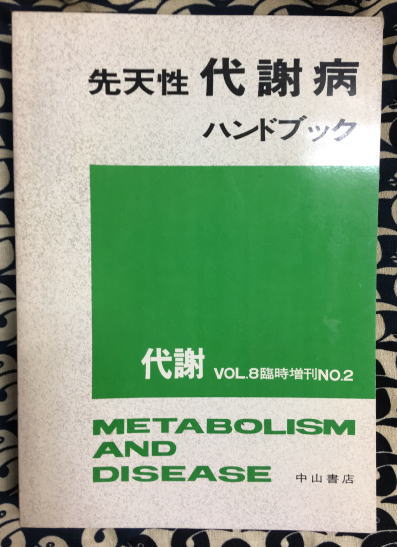 先天性 代謝病
ハンドブック
代謝 VOL.8臨時増刊NO.2
METABOLISM
AND
DISEASE
中山書店